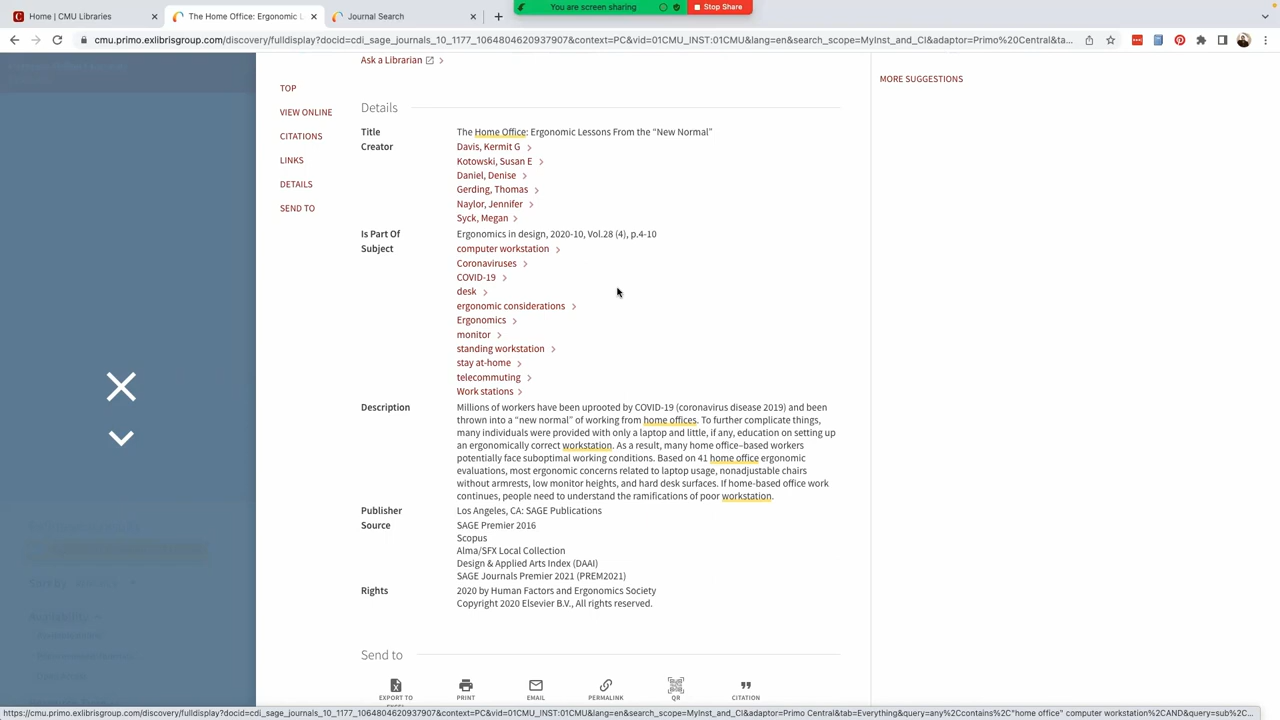 You are screen sharing
Stop Share
Home | CMU Libraries
The Home Office: Ergonomic L
Journal Search
cmu.primo.exlibrisgroup.com/discovery/fulldisplay?docid=cdi_sage_journals_10_1177_1064804620937907&context=PC&vid=01CMU_INST:01CMU&lang=en&search_scope=MyInst_and_CI&adaptor=Primo%20Central&ta...
Ask a Librarian
MORE SUGGESTIONS
TOP
VIEW ONLINE
CITATIONS
LINKS
DETAILS
SEND TO
Details
Title The Home Office: Ergonomic Lessons From the “New Normal”
Creator Davis, Kermit G
Kotowski, Susan E
Daniel, Denise
Gerding, Thomas
Naylor, Jennifer
Syck, Megan
Is Part Of Ergonomics in design, 2020-10, Vol.28 (4), p.4-10
Subject computer workstation
Coronaviruses
COVID-19
desk
ergonomic considerations
Ergonomics
monitor
standing workstation
stay at-home
telecommuting
Work stations
Description Millions of workers have been uprooted by COVID-19 (coronavirus disease 2019) and been
thrown into a “new normal” of working from home offices. To further complicate things,
many individuals were provided with only a laptop and little, if any, education on setting up
an ergonomically correct workstation. As a result, many home office–based workers
potentially face suboptimal working conditions. Based on 41 home office ergonomic
evaluations, most ergonomic concerns related to laptop usage, nonadjustable chairs
without armrests, low monitor heights, and hard desk surfaces. If home-based office work
continues, people need to understand the ramifications of poor workstation.
Publisher Los Angeles, CA: SAGE Publications
Source SAGE Premier 2016
Scopus
Alma/SFX Local Collection
Design & Applied Arts Index (DAAI)
SAGE Journals Premier 2021 (PREM2021)
Rights 2020 by Human Factors and Ergonomics Society
Copyright 2020 Elsevier B.V., All rights reserved.
Send to
EXPORT TO
PRINT
EMAIL
PERMALINK
QR
CITATION
https://cmu.primo.exlibrisgroup.com/discovery/fulldisplay?docid=cdi_sage_journals_10_1177_1064804620937907&context=PC&vid=01CMU_INST:01CMU&lang=en&search_scope=MyInst_and_CI&adaptor=Primo Central&tab=Everything&query=any%2Ccontains%2C"home office" computer workstation%2CAND&query=sub%2C...